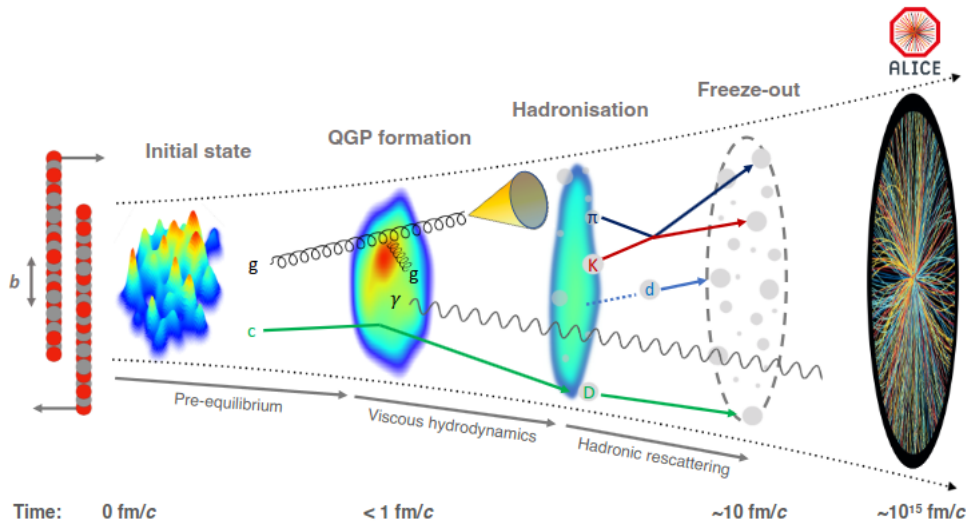 ALICE
Freeze-out
Hadronisation
QGP formation
Initial state
b
g
g
γ
c
π
K
d
D
Pre-equilibrium
Viscous hydrodynamics
Hadronic rescattering
Time: 0 fm/c < 1 fm/c ~10 fm/c ~10¹⁵ fm/c